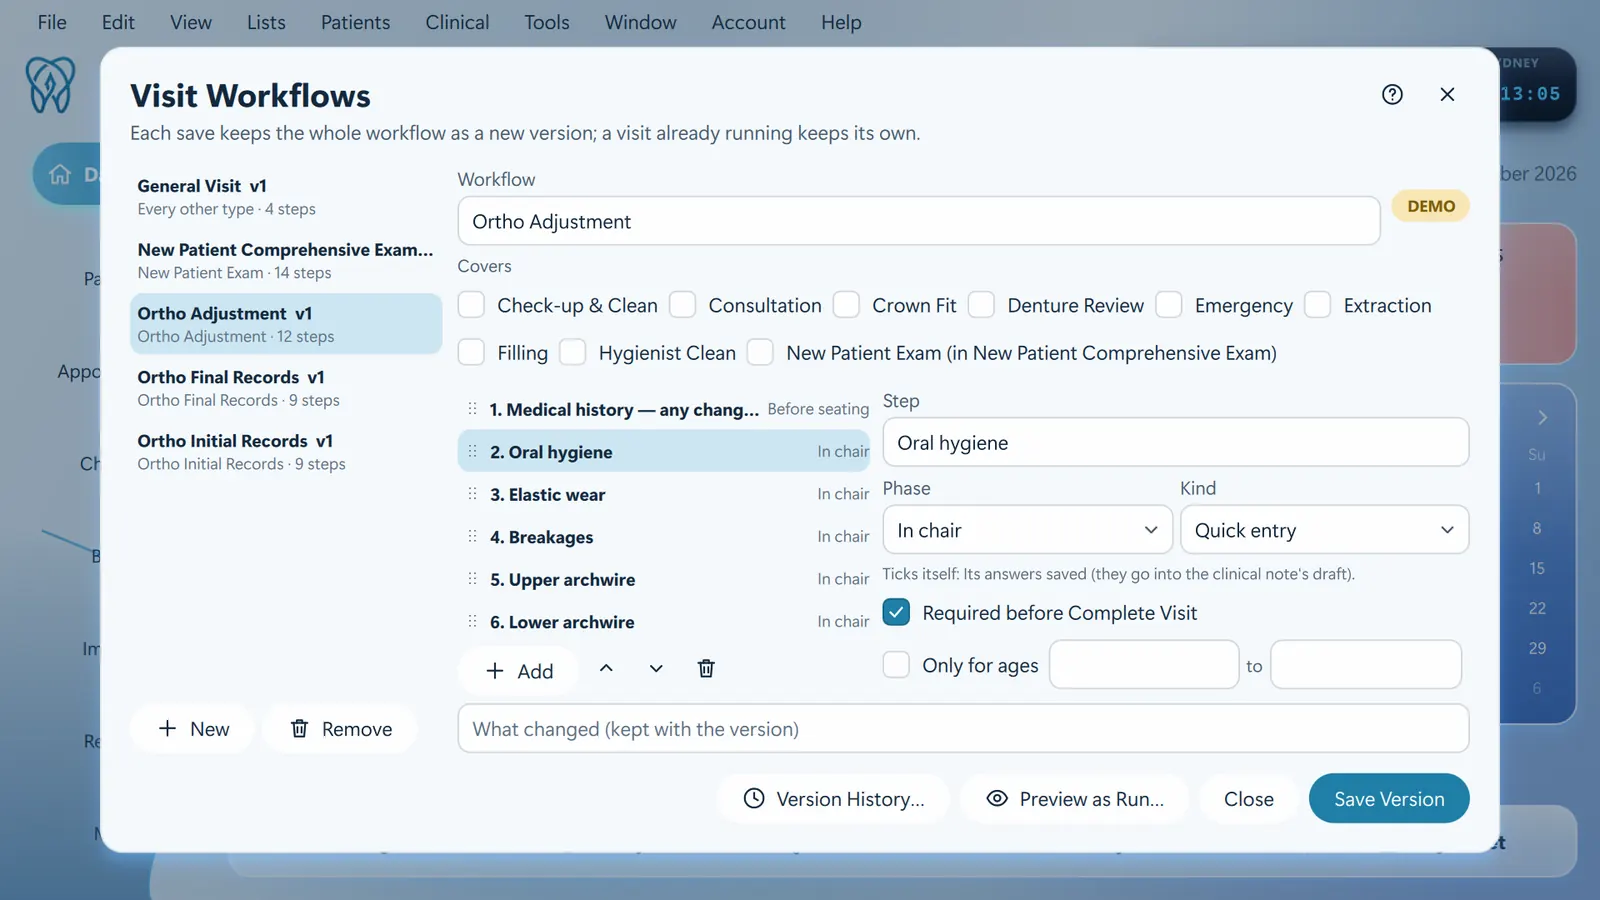 File Edit View Lists Patients Clinical Tools Window Account Help
13:05
Visit Workflows
Each save keeps the whole workflow as a new version; a visit already running keeps its own.
ber 2026
General Visit v1
Every other type · 4 steps
New Patient Comprehensive Exam...
New Patient Exam · 14 steps
Ortho Adjustment v1
Ortho Adjustment · 12 steps
Ortho Final Records v1
Ortho Final Records · 9 steps
Ortho Initial Records v1
Ortho Initial Records · 9 steps
New
Remove
Workflow
Ortho Adjustment
DEMO
Covers
Check-up & Clean Consultation Crown Fit Denture Review Emergency Extraction
Filling Hygienist Clean New Patient Exam (in New Patient Comprehensive Exam)
1. Medical history — any chang... Before seating
2. Oral hygiene In chair
3. Elastic wear In chair
4. Breakages In chair
5. Upper archwire In chair
6. Lower archwire In chair
Add
Step
Oral hygiene
Phase Kind
In chair Quick entry
Ticks itself: Its answers saved (they go into the clinical note's draft).
Required before Complete Visit
Only for ages to
What changed (kept with the version)
Version History... Preview as Run... Close Save Version
Su
1
8
15
22
29
6